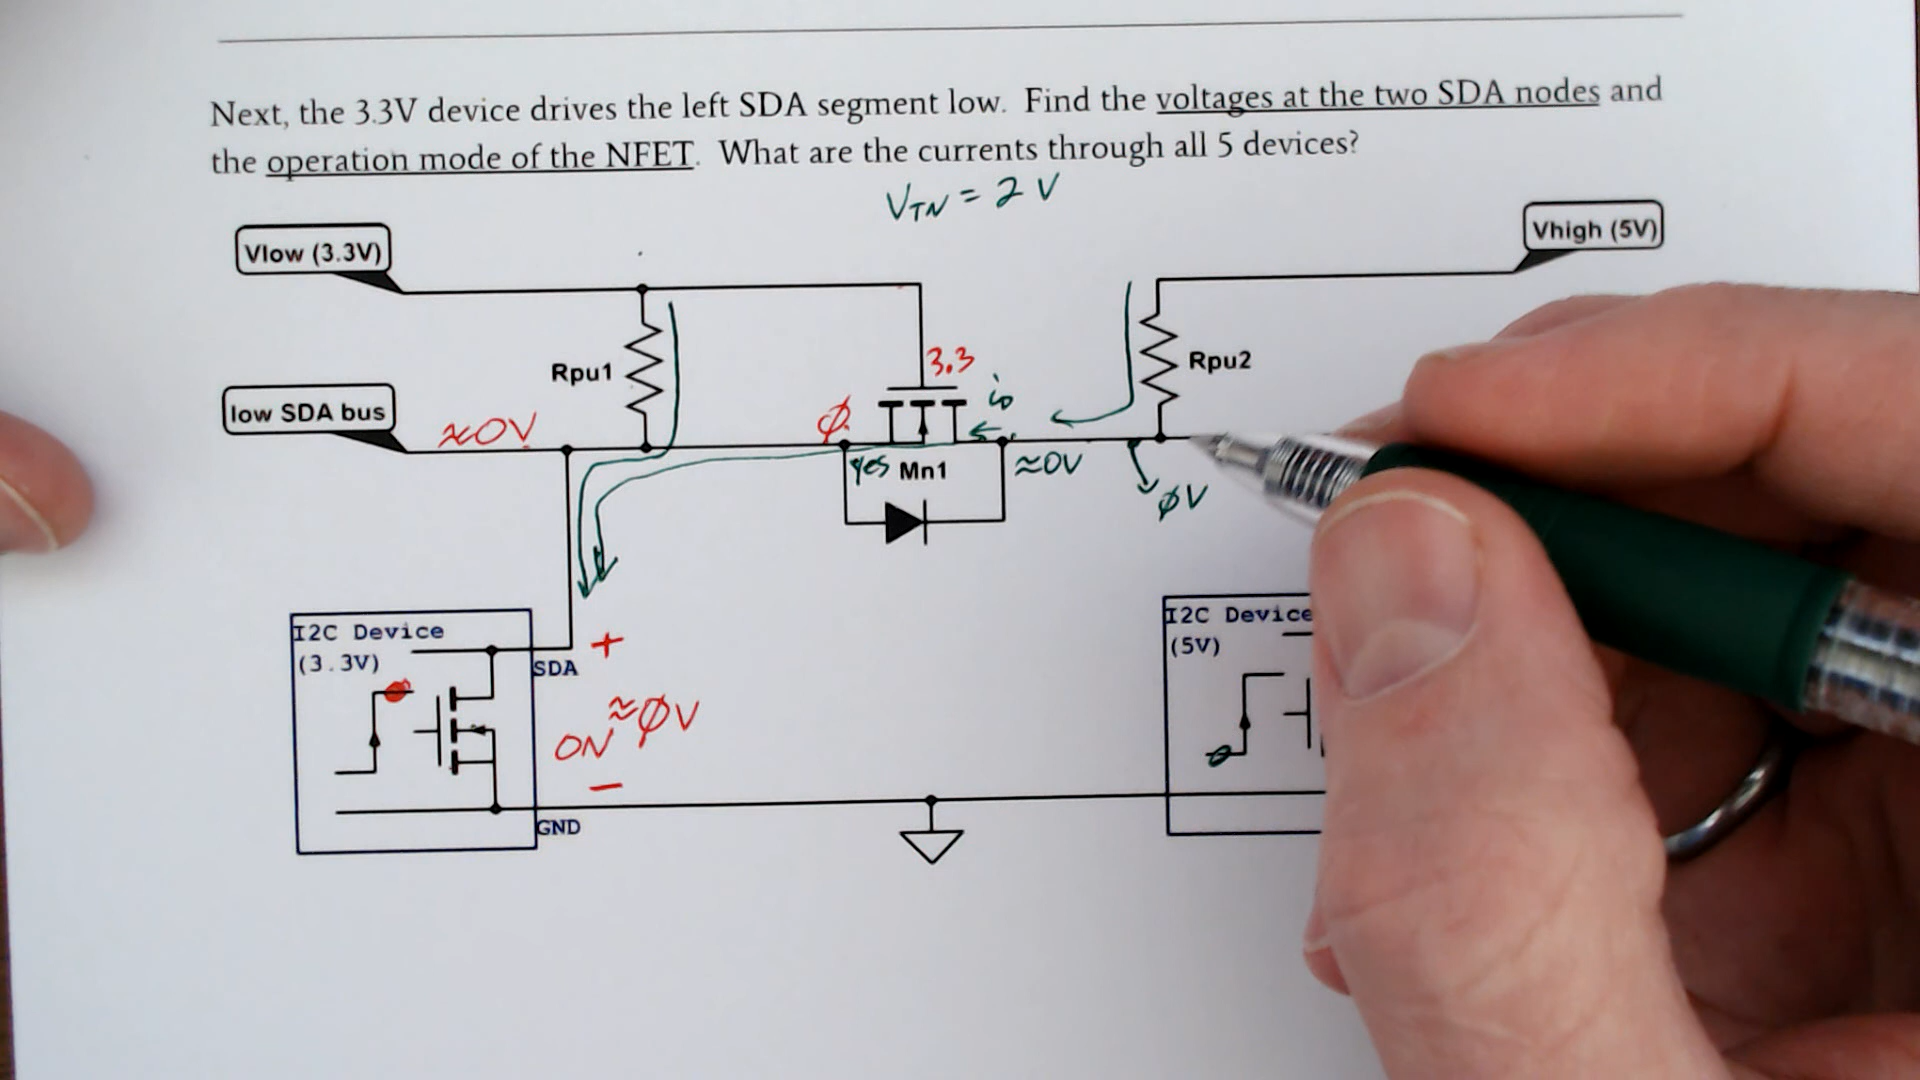 Next, the 3.3V device drives the left SDA segment low. Find the voltages at the two SDA nodes and
the operation mode of the NFET. What are the currents through all 5 devices?
VTN = 2 V
Vlow (3.3V)
Vhigh (5V)
Rpu1
3.3
Rpu2
low SDA bus
≈0V
φ
iD
yes Mn1
≈0V
φV
I2C Device
(3.3V)
SDA
+
≈φV
ON
−
GND
I2C Device
(5V)